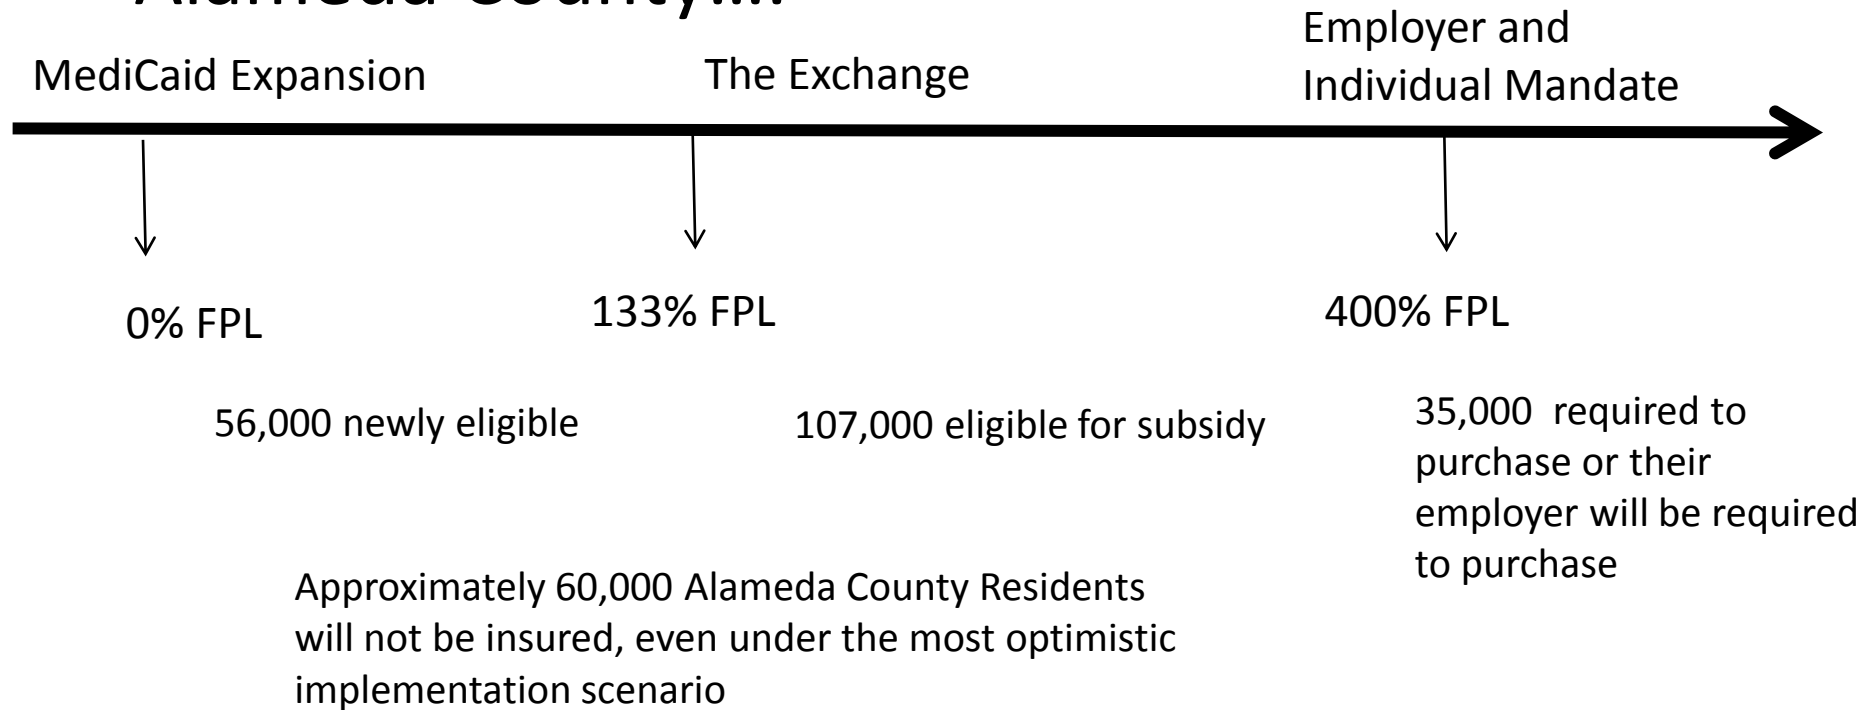 Alameda County....
MediCaid Expansion
The Exchange
Employer and
Individual Mandate
0% FPL
133% FPL
400% FPL
56,000 newly eligible
107,000 eligible for subsidy
35,000 required to
purchase or their
employer will be required
to purchase
Approximately 60,000 Alameda County Residents
will not be insured, even under the most optimistic
implementation scenario